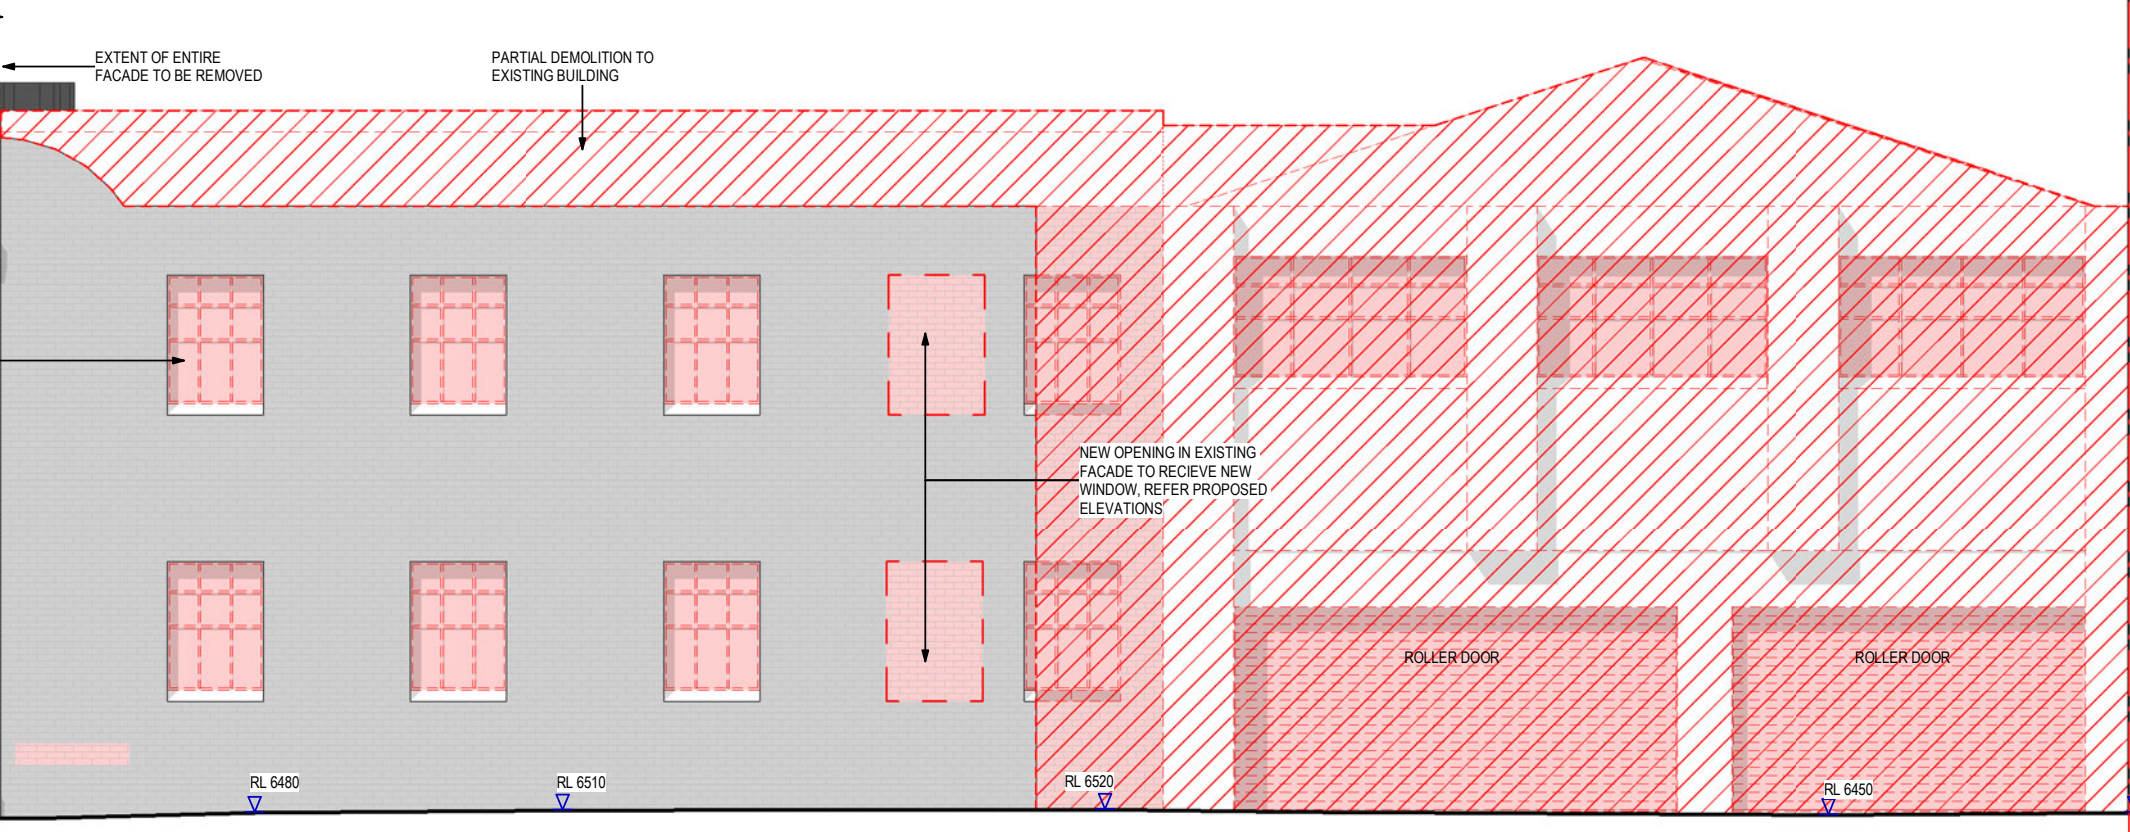 EXTENT OF ENTIRE
FACADE TO BE REMOVED
PARTIAL DEMOLITION TO
EXISTING BUILDING
NEW OPENING IN EXISTING
FACADE TO RECIEVE NEW
WINDOW, REFER PROPOSED
ELEVATIONS
ROLLER DOOR
ROLLER DOOR
RL 6480
RL 6510
RL 6520
RL 6450